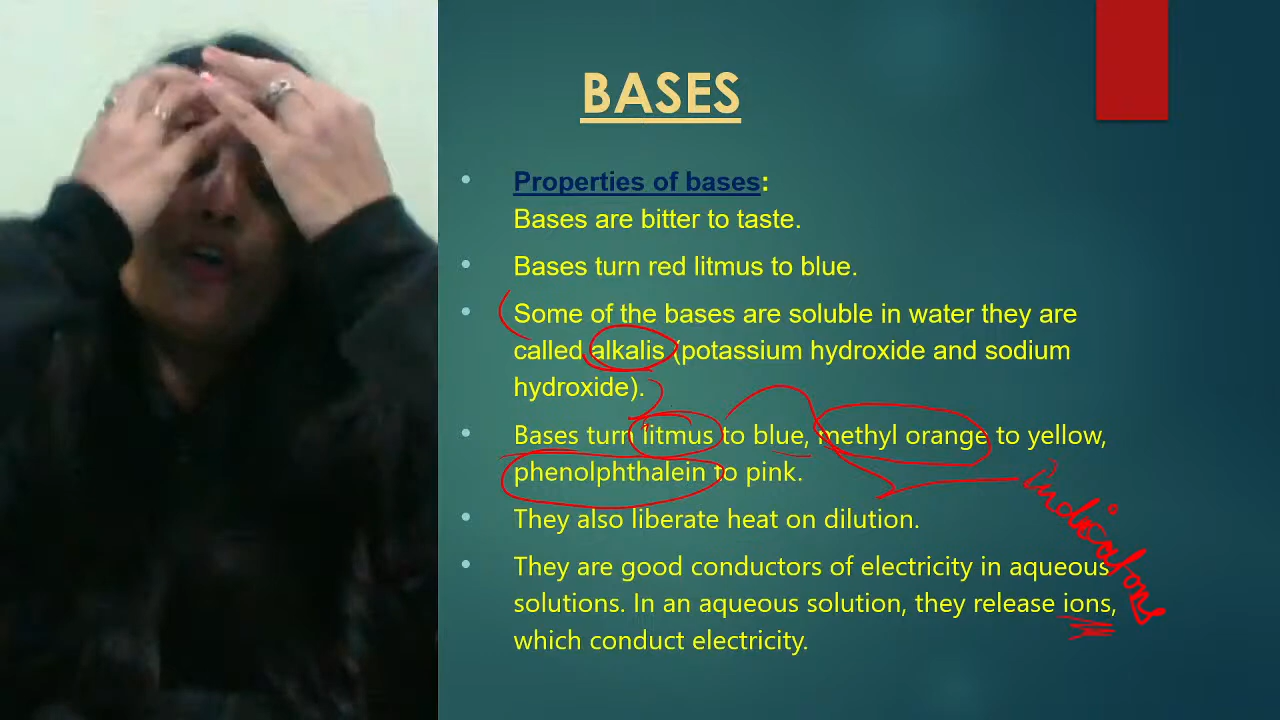 BASES
Properties of bases:
Bases are bitter to taste.
Bases turn red litmus to blue.
Some of the bases are soluble in water they are
called alkalis (potassium hydroxide and sodium
hydroxide).
Bases turn litmus to blue, methyl orange to yellow,
phenolphthalein to pink.
indicators
They also liberate heat on dilution.
They are good conductors of electricity in aqueous
solutions. In an aqueous solution, they release ions,
which conduct electricity.